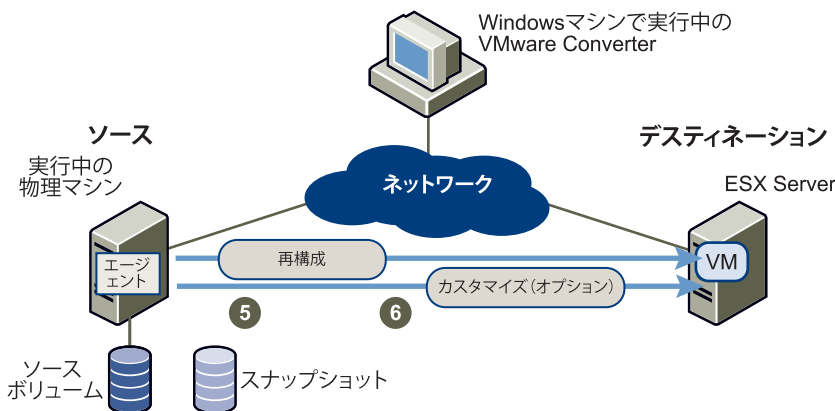 Windowsマシンで実行中の
VMware Converter
ソース
実行中の
物理マシン
デスティネーション
ESX Server
ネットワーク
エージ
ェント
再構成
VM
カスタマイズ(オプション)
5
6
ソース
ボリューム
スナップショット